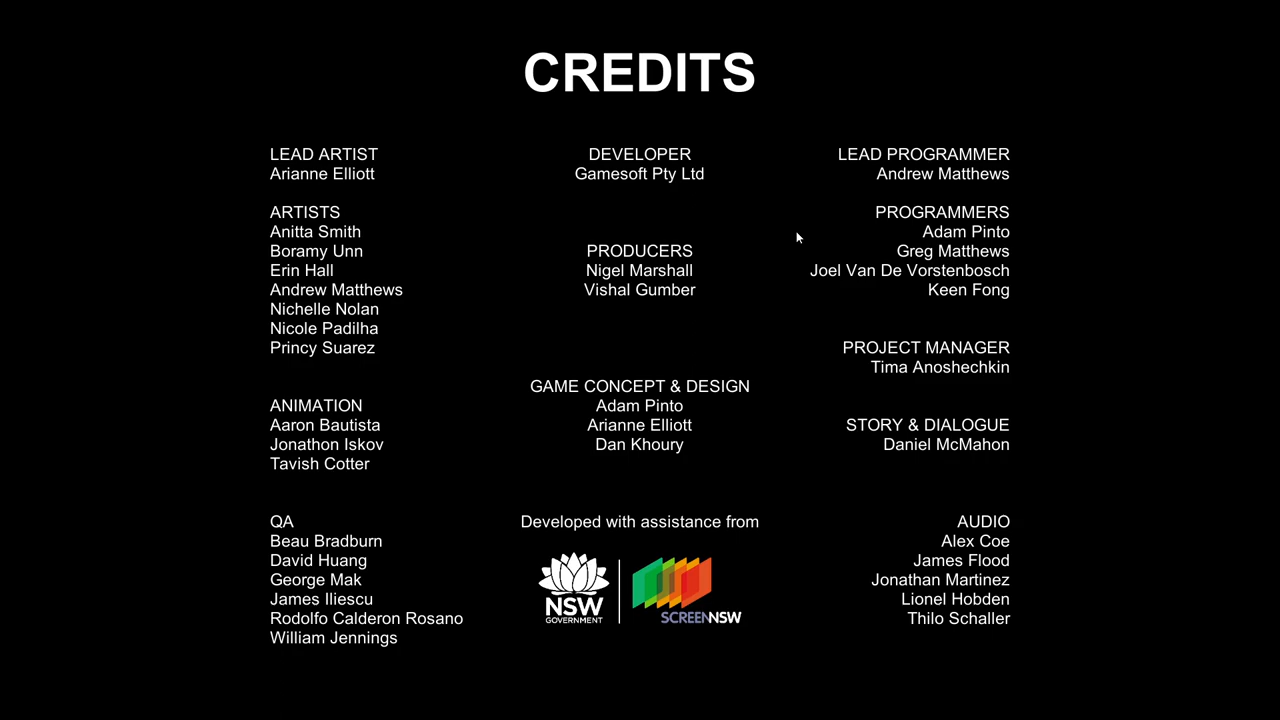 CREDITS
LEAD ARTIST
Arianne Elliott
ARTISTS
Anitta Smith
Boramy Unn
Erin Hall
Andrew Matthews
Nichelle Nolan
Nicole Padilha
Princy Suarez
ANIMATION
Aaron Bautista
Jonathon Iskov
Tavish Cotter
QA
Beau Bradburn
David Huang
George Mak
James Iliescu
Rodolfo Calderon Rosano
William Jennings
DEVELOPER
Gamesoft Pty Ltd
PRODUCERS
Nigel Marshall
Vishal Gumber
GAME CONCEPT & DESIGN
Adam Pinto
Arianne Elliott
Dan Khoury
Developed with assistance from
NSW
GOVERNMENT
SCREENNSW
LEAD PROGRAMMER
Andrew Matthews
PROGRAMMERS
Adam Pinto
Greg Matthews
Joel Van De Vorstenbosch
Keen Fong
PROJECT MANAGER
Tima Anoshechkin
STORY & DIALOGUE
Daniel McMahon
AUDIO
Alex Coe
James Flood
Jonathan Martinez
Lionel Hobden
Thilo Schaller